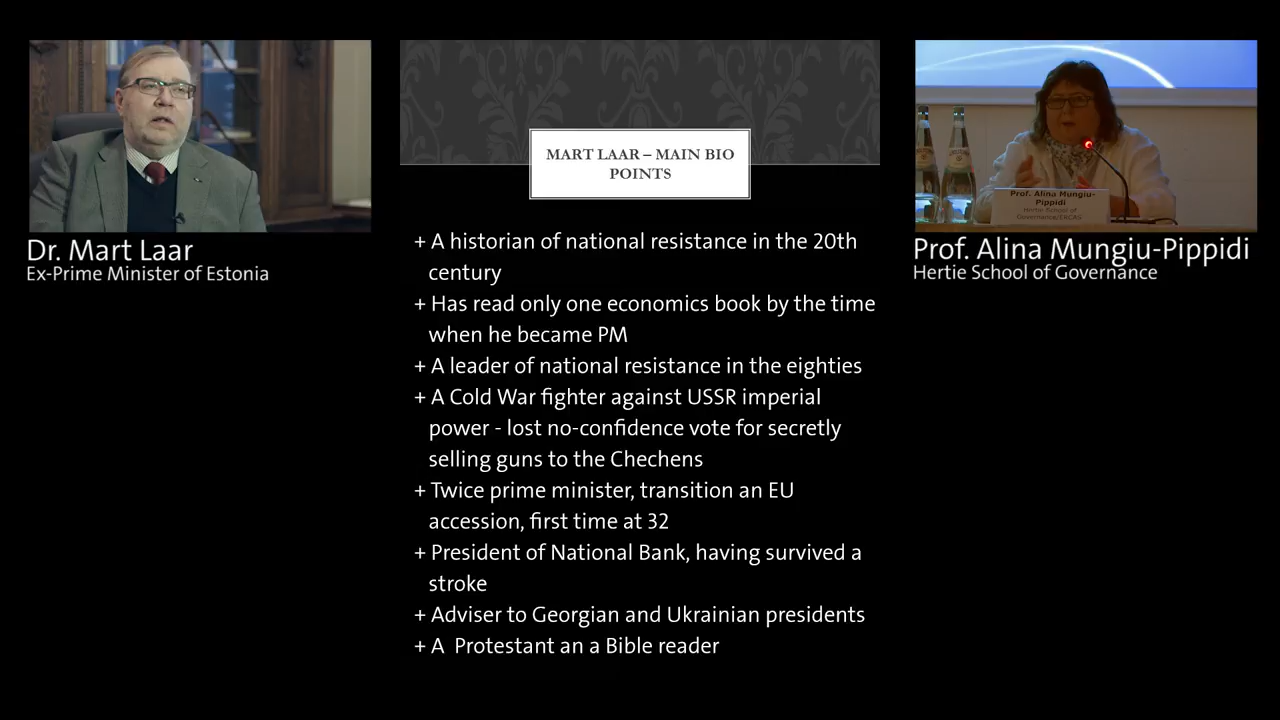 Dr. Mart Laar
Ex-Prime Minister of Estonia
MART LAAR – MAIN BIO
POINTS
+ A historian of national resistance in the 20th
century
+ Has read only one economics book by the time
when he became PM
+ A leader of national resistance in the eighties
+ A Cold War fighter against USSR imperial
power - lost no-confidence vote for secretly
selling guns to the Chechens
+ Twice prime minister, transition an EU
accession, first time at 32
+ President of National Bank, having survived a
stroke
+ Adviser to Georgian and Ukrainian presidents
+ A  Protestant an a Bible reader
Prof. Alina Mungiu-
Pippidi
Hertie School of
Governance/ERCAS
Prof. Alina Mungiu-Pippidi
Hertie School of Governance